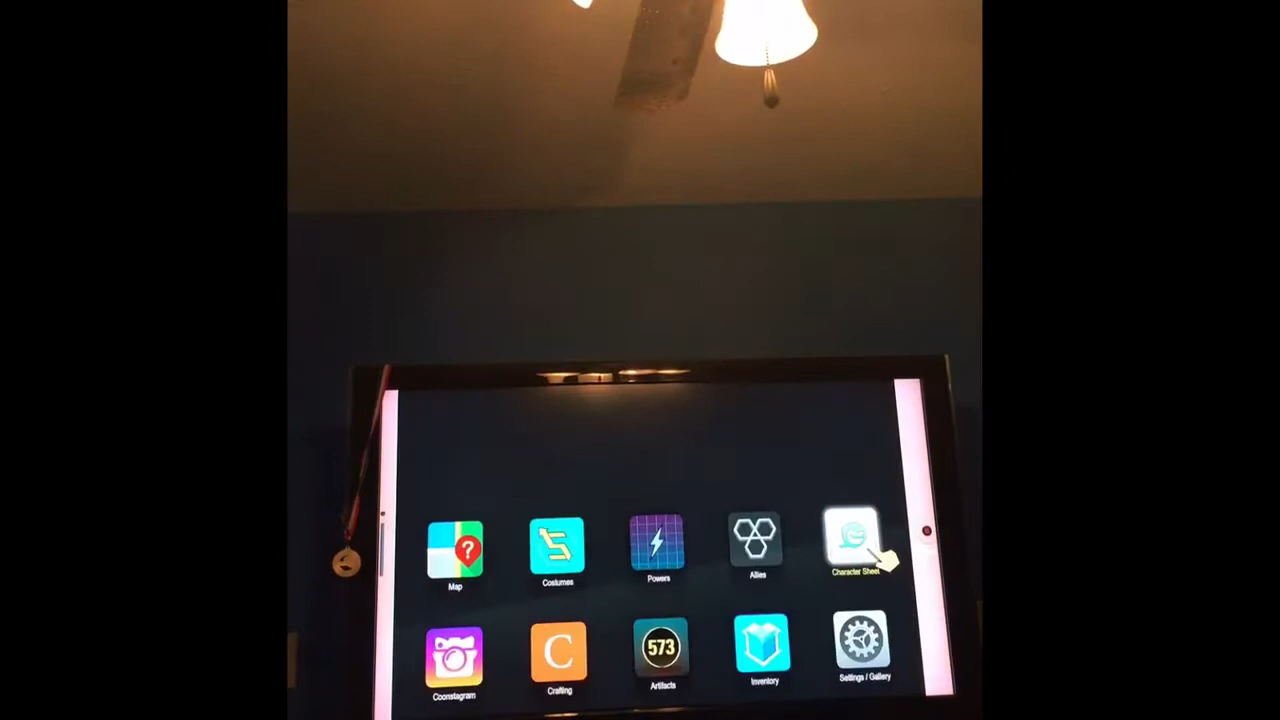 ?
Map
Costumes
Powers
Allies
Character Sheet
Coonstagram
C
Crafting
573
Artifacts
Inventory
Settings / Gallery